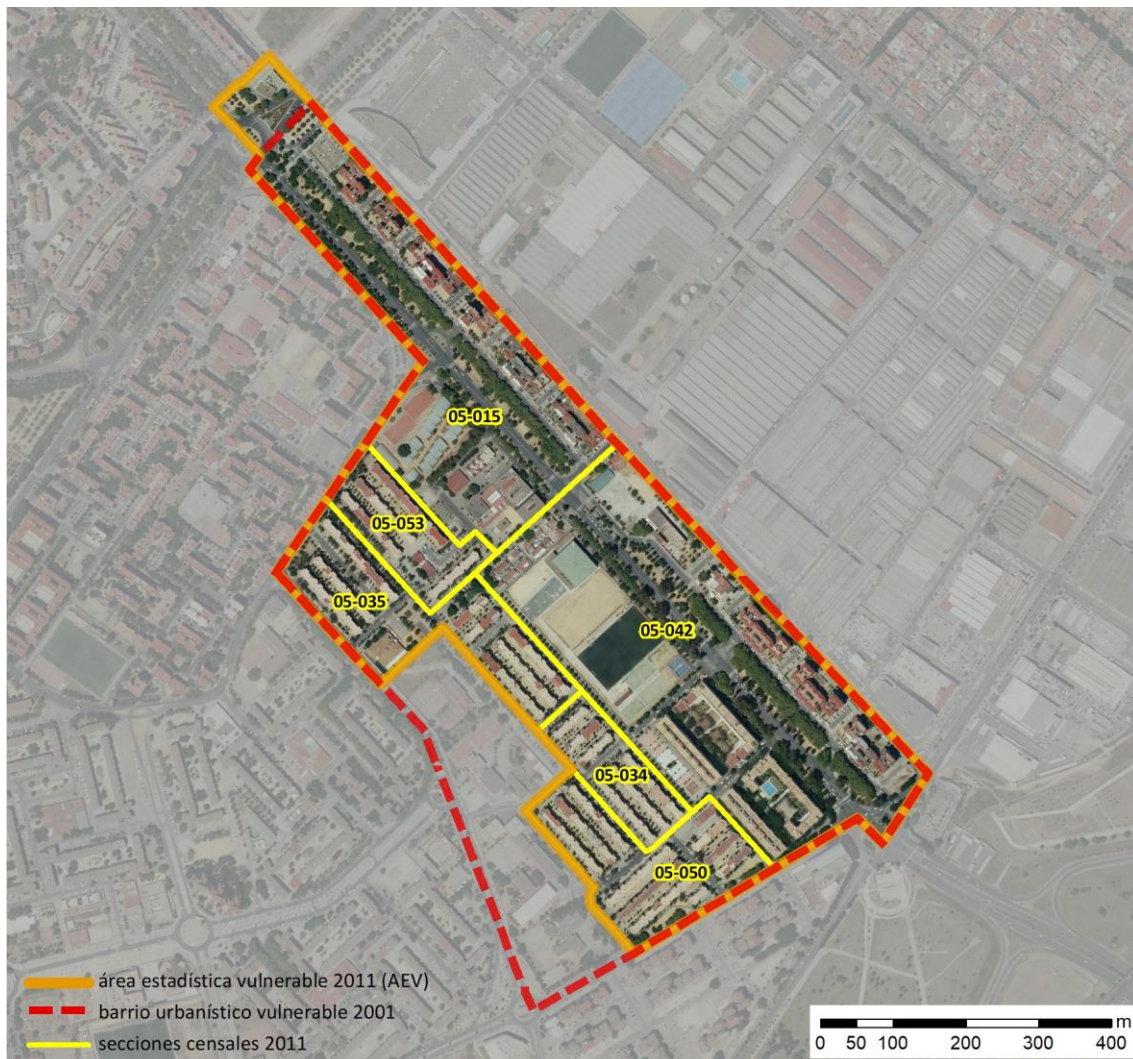 05-015
05-053
05-035
05-042
05-034
05-050
área estadística vulnerable 2011 (AEV)
barrio urbanístico vulnerable 2001
secciones censales 2011
m
0 50 100 200 300 400